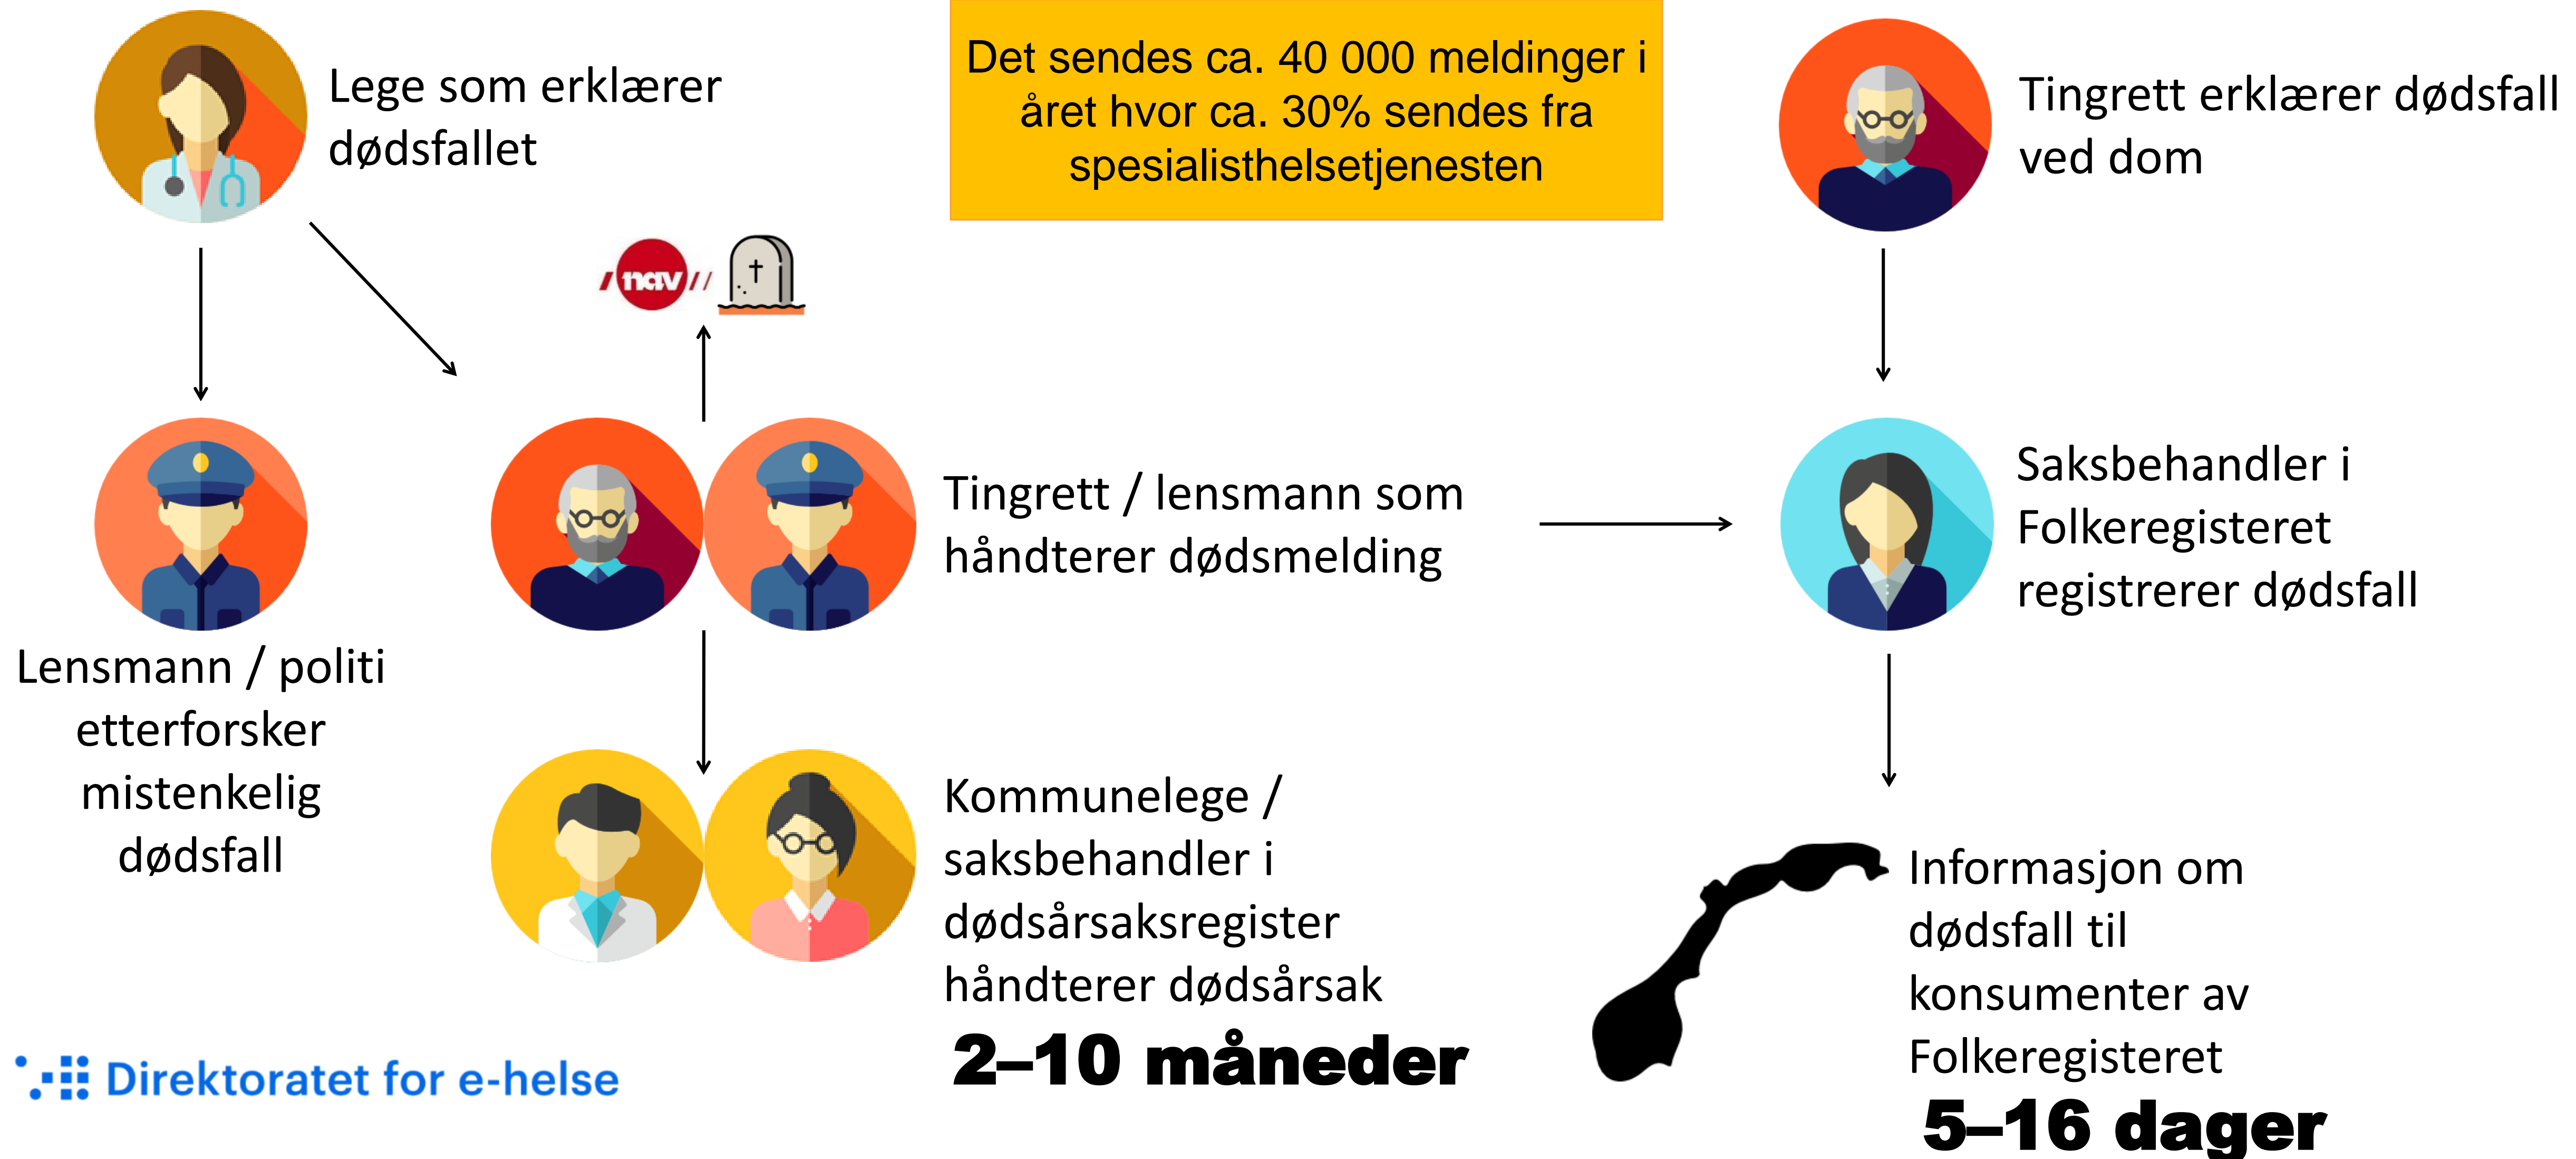 Lege som erklærer
dødsfallet
Det sendes ca. 40 000 meldinger i
året hvor ca. 30% sendes fra
spesialisthelsetjenesten
Tingrett erklærer dødsfall
ved dom
nav
Tingrett / lensmann som
håndterer dødsmelding
Saksbehandler i
Folkeregisteret
registrerer dødsfall
Lensmann / politi
etterforsker
mistenkelig
dødsfall
Kommunelege /
saksbehandler i
dødsårsaksregister
håndterer dødsårsak
2–10 måneder
Informasjon om
dødsfall til
konsumenter av
Folkeregisteret
5–16 dager
Direktoratet for e-helse